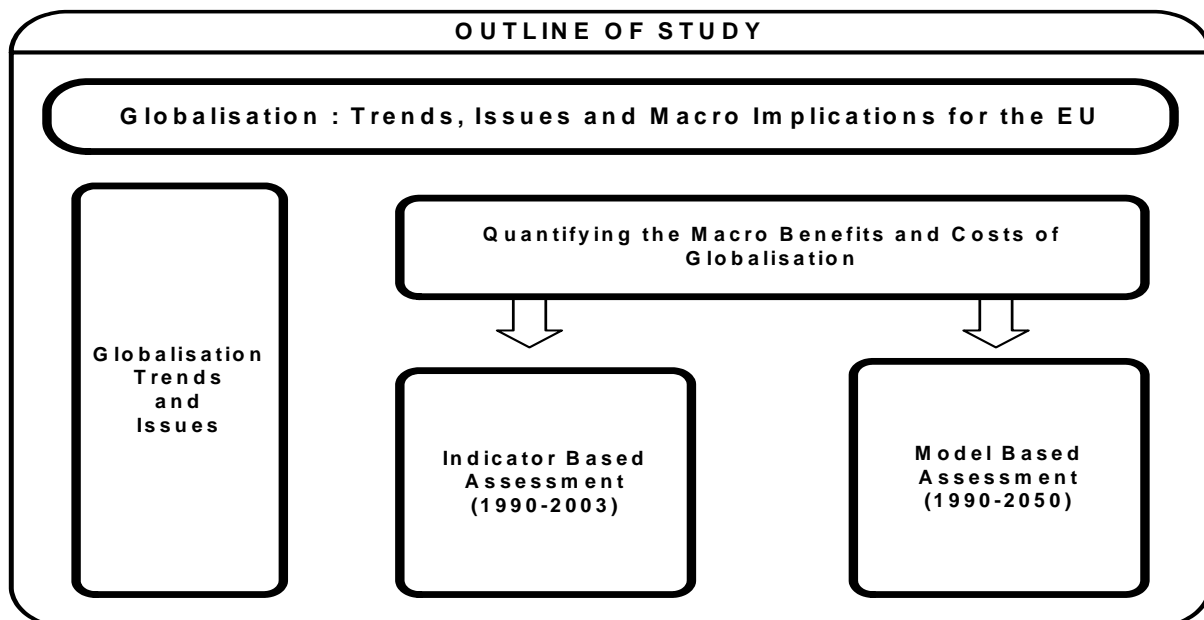 OUTLINE OF STUDY
Globalisation : Trends, Issues and Macro Implications for the EU
Globalisation
Trends
and
Issues
Quantifying the Macro Benefits and Costs of
Globalisation
Indicator Based
Assessment
(1990-2003)
Model Based
Assessment
(1990-2050)